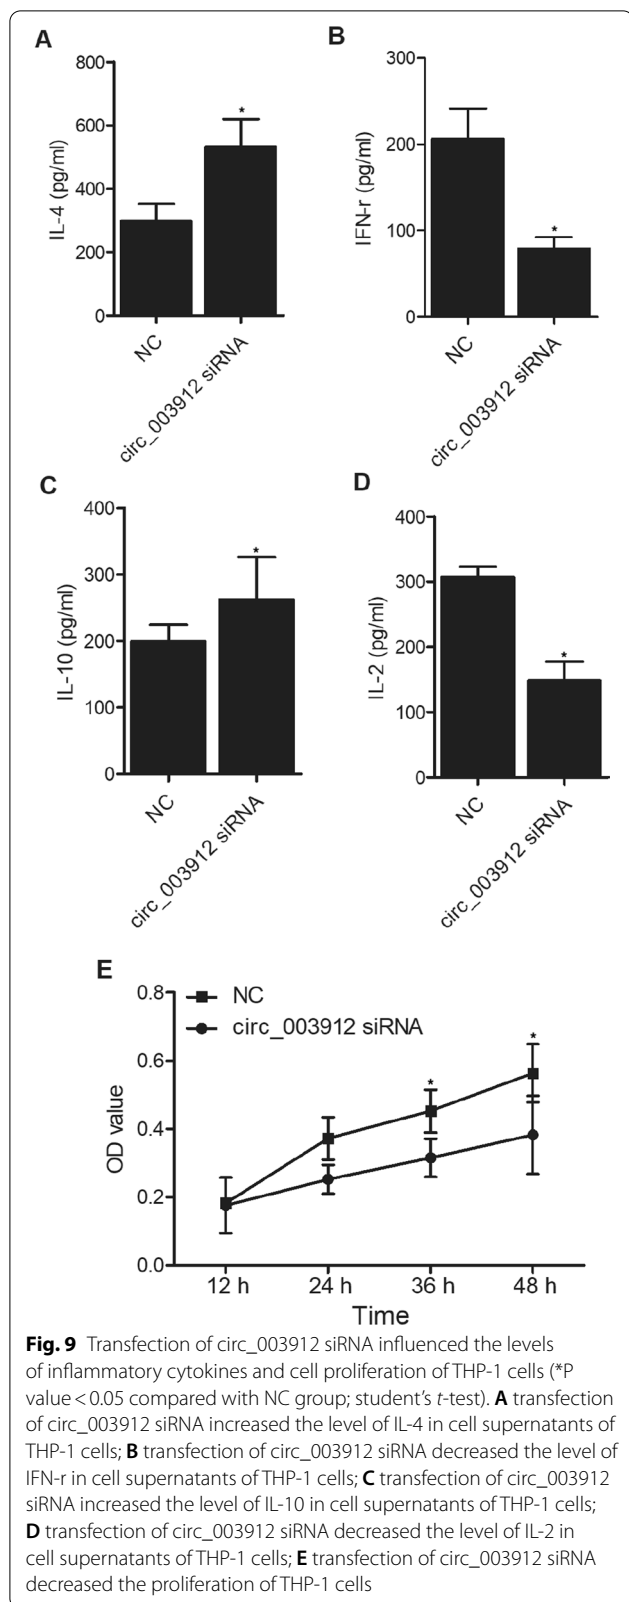 A
IL-4 (pg/ml)
800
600
400
200
0
*
NC
circ_003912 siRNA
B
IFN-r (pg/ml)
300
200
100
0
*
NC
circ_003912 siRNA
C
IL-10 (pg/ml)
400
300
200
100
0
*
NC
circ_003912 siRNA
D
IL-2 (pg/ml)
400
300
200
100
0
*
NC
circ_003912 siRNA
E
OD value
0.8
0.6
0.4
0.2
0.0
NC
circ_003912 siRNA
*
*
12 h 24 h 36 h 48 h
Time
Fig. 9 Transfection of circ_003912 siRNA influenced the levels
of inflammatory cytokines and cell proliferation of THP-1 cells (*P
value < 0.05 compared with NC group; student's t-test). A transfection
of circ_003912 siRNA increased the level of IL-4 in cell supernatants of
THP-1 cells; B transfection of circ_003912 siRNA decreased the level of
IFN-r in cell supernatants of THP-1 cells; C transfection of circ_003912
siRNA increased the level of IL-10 in cell supernatants of THP-1 cells;
D transfection of circ_003912 siRNA decreased the level of IL-2 in
cell supernatants of THP-1 cells; E transfection of circ_003912 siRNA
decreased the proliferation of THP-1 cells